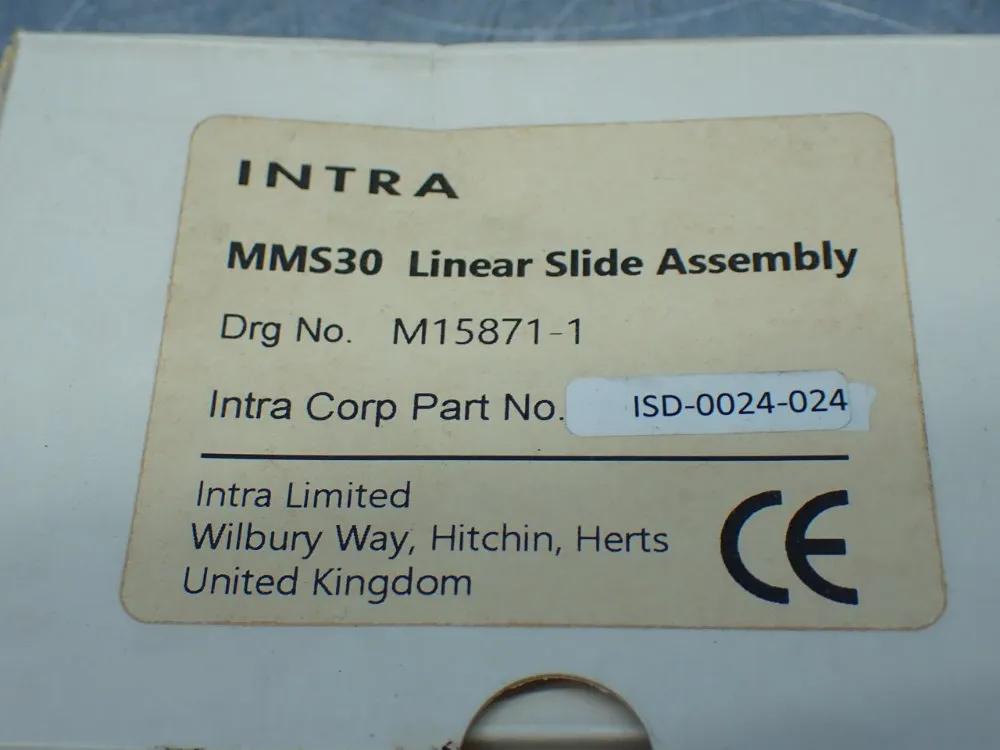 INTRA
MMS30 Linear Slide Assembly
Drg No. M15871-1
Intra Corp Part No. ISD-0024-024
Intra Limited
Wilbury Way, Hitchin, Herts
United Kingdom
CE